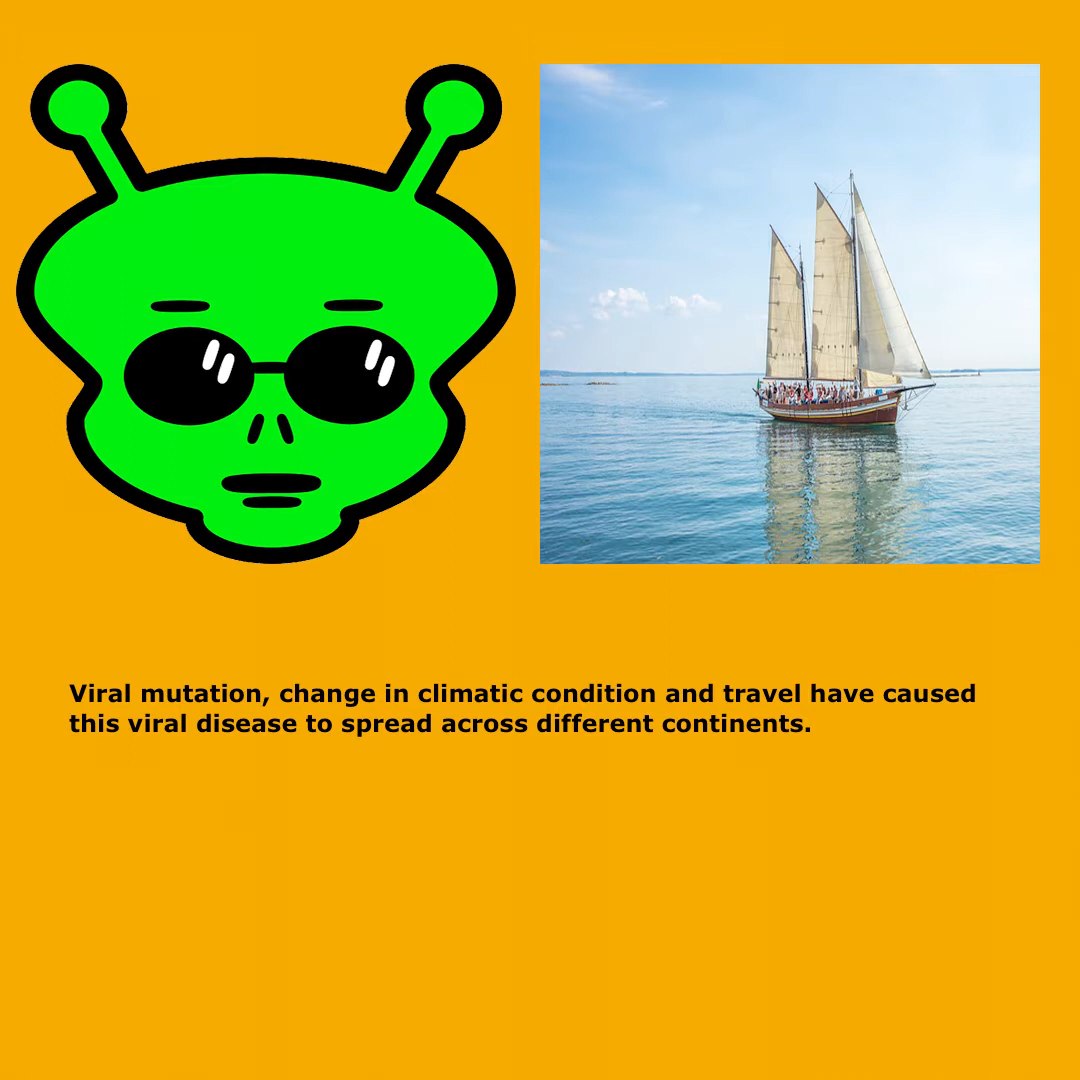 Viral mutation, change in climatic condition and travel have caused
this viral disease to spread across different continents.